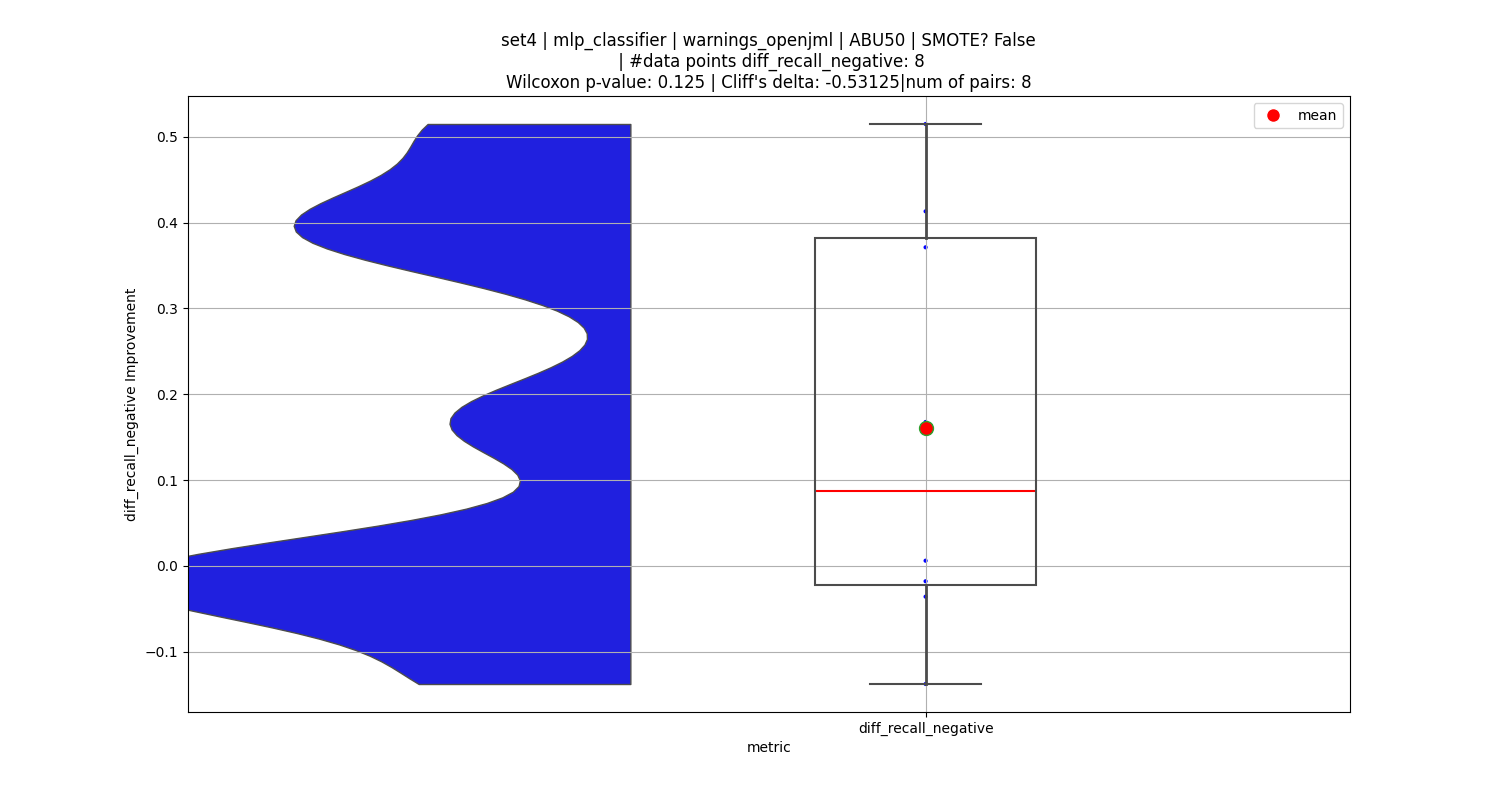 set4 | mlp_classifier | warnings_openjml | ABU50 | SMOTE? False
| #data points diff_recall_negative: 8
Wilcoxon p-value: 0.125 | Cliff's delta: -0.53125|num of pairs: 8
mean
0.5
0.4
0.3
0.2
0.1
0.0
−0.1
diff_recall_negative Improvement
diff_recall_negative
metric